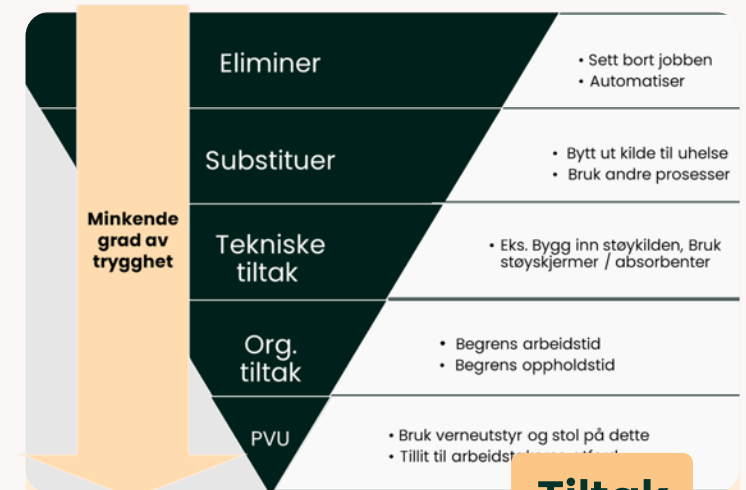 Eliminer
• Sett bort jobben
• Automatiser
Substituer
• Bytt ut kilde til uhelse
• Bruk andre prosesser
Minkende
grad av
trygghet
Tekniske
tiltak
• Eks. Bygg inn støykilden, Bruk
støyskjermer / absorbenter
Org.
tiltak
• Begrens arbeidstid
• Begrens oppholdstid
PVU
• Bruk verneutstyr og stol på dette
• Tillit til
Tiltak